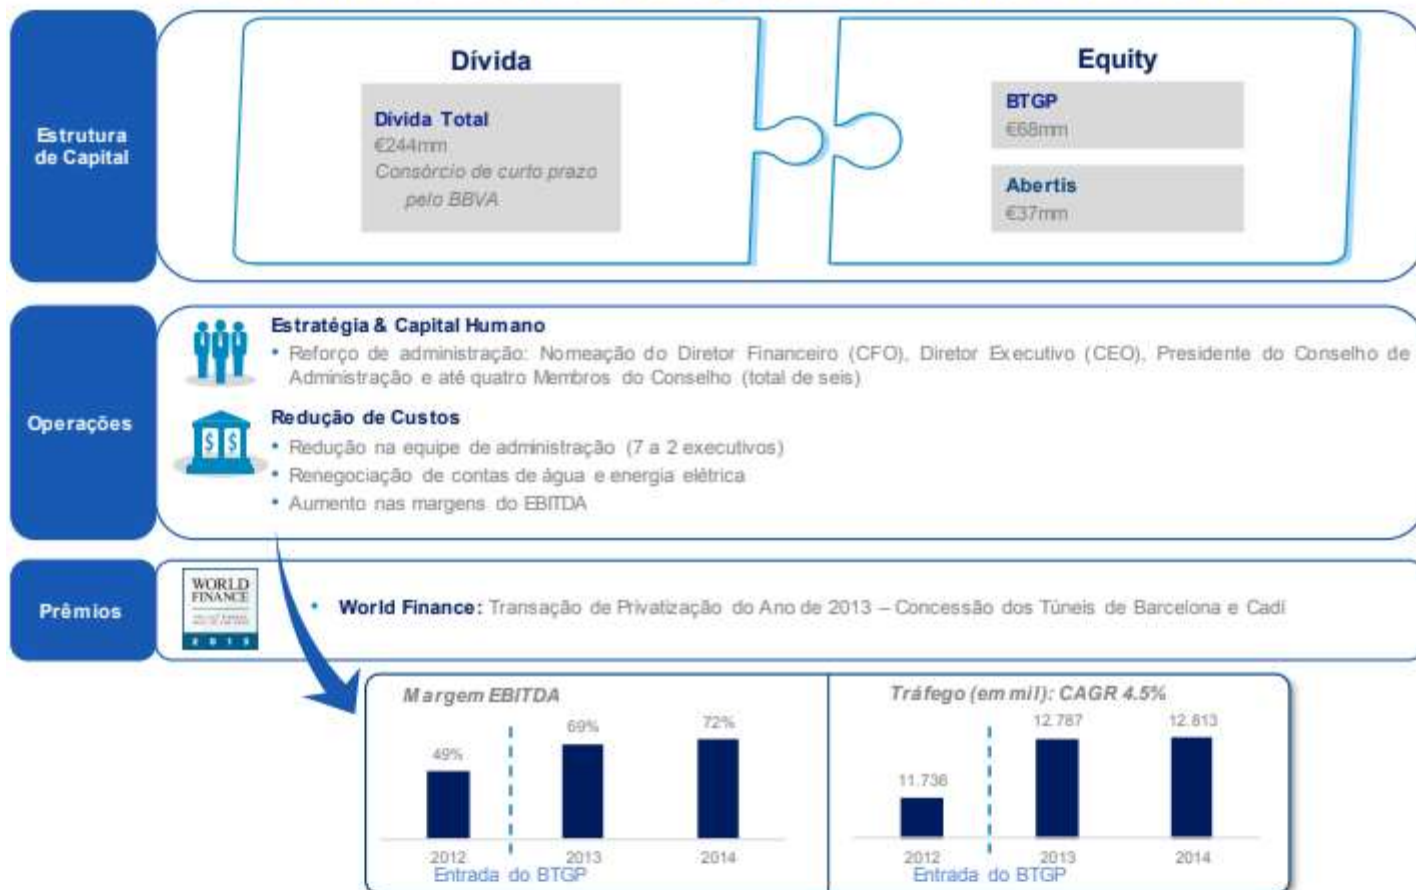 Estrutura
de Capital
Dívida
Dívida Total
€244mm
Consórcio de curto prazo
pelo BBVA
Equity
BTGP
€68mm
Abertis
€37mm
Operações
Estratégia & Capital Humano
• Reforço de administração: Nomeação do Diretor Financeiro (CFO), Diretor Executivo (CEO), Presidente do Conselho de
Administração e até quatro Membros do Conselho (total de seis)
$ $
Redução de Custos
• Redução na equipe de administração (7 a 2 executivos)
• Renegociação de contas de água e energia elétrica
• Aumento nas margens do EBITDA
Prêmios
WORLD
FINANCE
2013
• World Finance: Transação de Privatização do Ano de 2013 – Concessão dos Túneis de Barcelona e Cadí
Margem EBITDA
49%
69%
72%
2012
2013
2014
Entrada do BTGP
Tráfego (em mil): CAGR 4.5%
11.736
12.787
12.813
2012
2013
2014
Entrada do BTGP